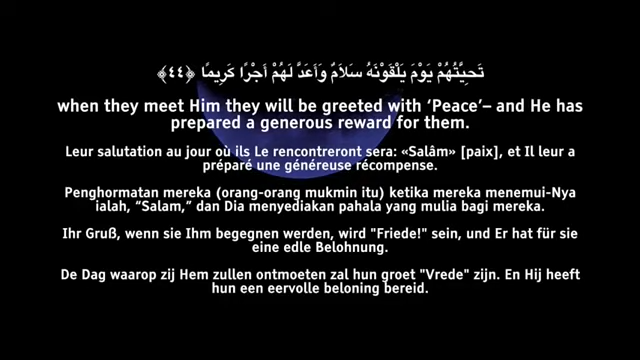 تَحِيَّتُهُمْ يَوْمَ يَلْقَوْنَهُ سَلَامٌ وَأَعَدَّ لَهُمْ أَجْرًا كَرِيمًا ﴿٤٤﴾
when they meet Him they will be greeted with ‘Peace’– and He has
prepared a generous reward for them.
Leur salutation au jour où ils Le rencontreront sera: «Salâm» [paix], et Il leur a
préparé une généreuse récompense.
Penghormatan mereka (orang-orang mukmin itu) ketika mereka menemui-Nya
ialah, “Salam,” dan Dia menyediakan pahala yang mulia bagi mereka.
Ihr Gruß, wenn sie Ihm begegnen werden, wird "Friede!" sein, und Er hat für sie
eine edle Belohnung.
De Dag waarop zij Hem zullen ontmoeten zal hun groet "Vrede" zijn. En Hij heeft
hun een eervolle beloning bereid.